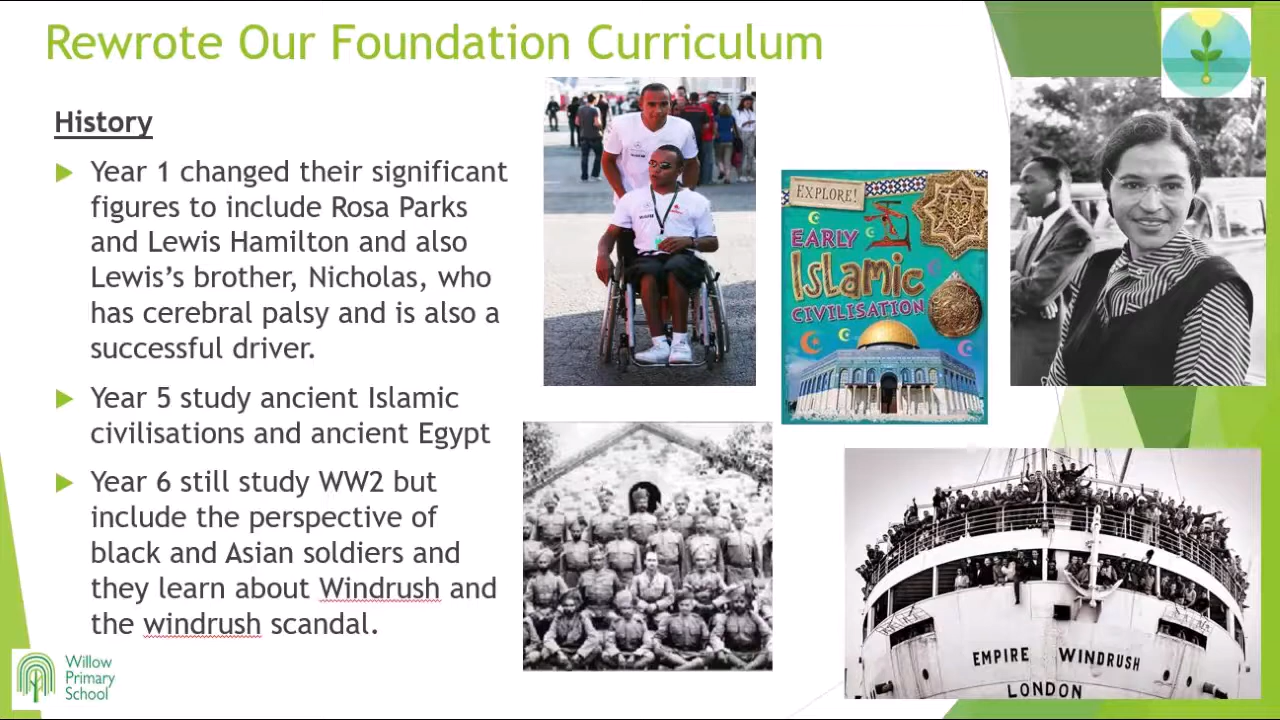 Rewrote Our Foundation Curriculum
History
Year 1 changed their significant
figures to include Rosa Parks
and Lewis Hamilton and also
Lewis's brother, Nicholas, who
has cerebral palsy and is also a
successful driver.
Year 5 study ancient Islamic
civilisations and ancient Egypt
Year 6 still study WW2 but
include the perspective of
black and Asian soldiers and
they learn about Windrush and
the windrush scandal.
EXPLORE!
EARLY
Islamic
CIVILISATION
EMPIRE WINDRUSH
LONDON
Willow
Primary
School